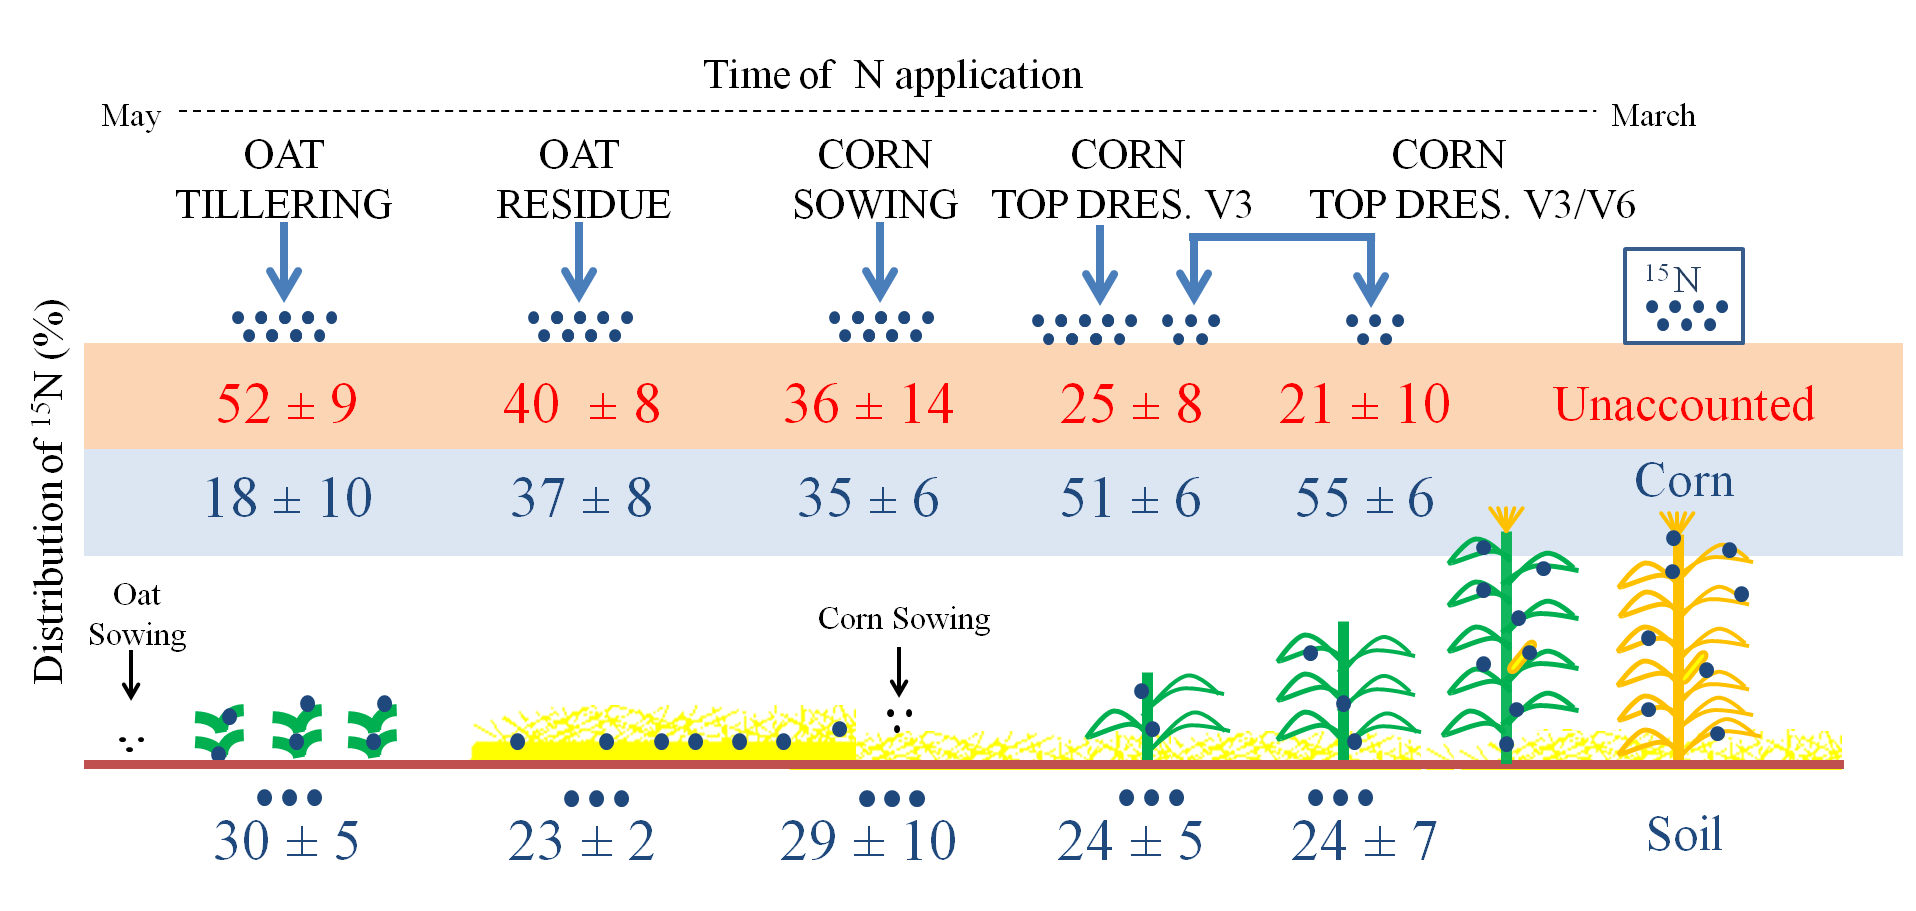 Time of N application
May
March
OAT
TILLERING
OAT
RESIDUE
CORN
SOWING
CORN
TOP DRES. V3
CORN
TOP DRES. V3/V6
15N
Distribution of 15N (%)
52 ± 9
40 ± 8
36 ± 14
25 ± 8
21 ± 10
Unaccounted
18 ± 10
37 ± 8
35 ± 6
51 ± 6
55 ± 6
Corn
Oat
Sowing
Corn Sowing
30 ± 5
23 ± 2
29 ± 10
24 ± 5
24 ± 7
Soil